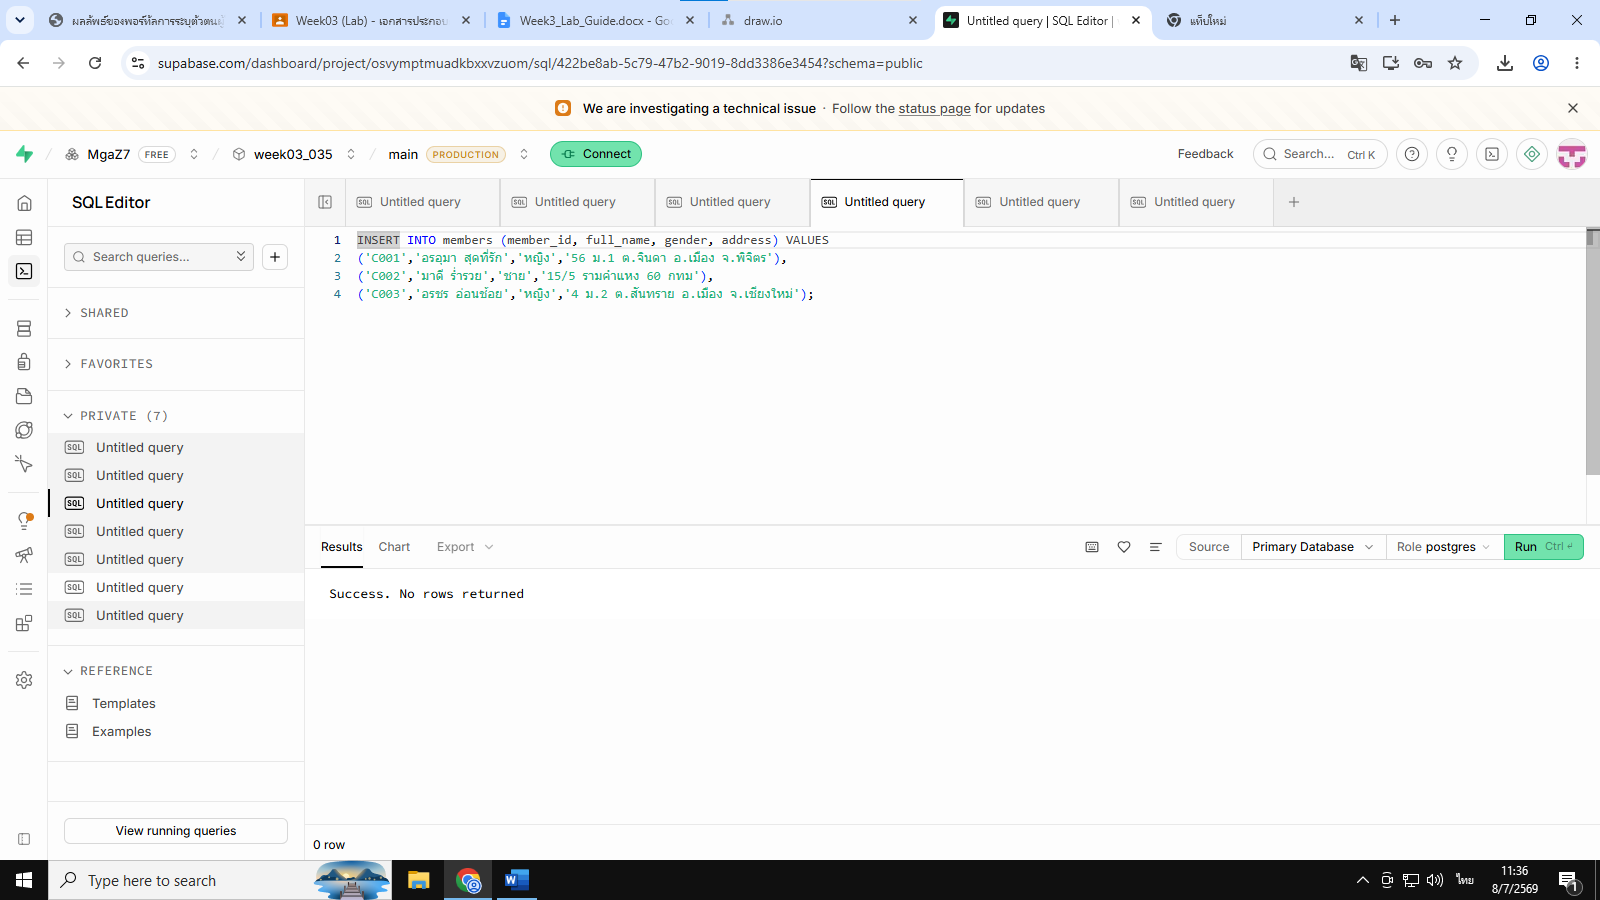 ผลลัพธ์ของพอร์ทัลการระบุตัวตนผู้
Week03 (Lab) - เอกสารประกอบ
Week3_Lab_Guide.docx - Goo
draw.io
Untitled query | SQL Editor |
แท็บใหม่
supabase.com/dashboard/project/osvymptmuadkbxxvzuom/sql/422be8ab-5c79-47b2-9019-8dd3386e3454?schema=public
We are investigating a technical issue · Follow the status page for updates
MgaZ7 FREE / week03_035 / main PRODUCTION Connect
Feedback Search... Ctrl K
SQL Editor
Untitled query
Untitled query
Untitled query
Untitled query
Untitled query
Untitled query
Search queries...
SHARED
FAVORITES
PRIVATE (7)
Untitled query
Untitled query
Untitled query
Untitled query
Untitled query
Untitled query
Untitled query
REFERENCE
Templates
Examples
View running queries
1 INSERT INTO members (member_id, full_name, gender, address) VALUES
2 ('C001','อรอุมา สุดที่รัก','หญิง','56 ม.1 ต.จินดา อ.เมือง จ.พิจิตร'),
3 ('C002','มาดี ร่ำรวย','ชาย','15/5 รามคำแหง 60 กทม'),
4 ('C003','อรชร อ่อนช้อย','หญิง','4 ม.2 ต.สันทราย อ.เมือง จ.เชียงใหม่');
Results Chart Export
Source Primary Database Role postgres Run Ctrl
Success. No rows returned
0 row
Type here to search
ไทย
11:36
8/7/2569
1